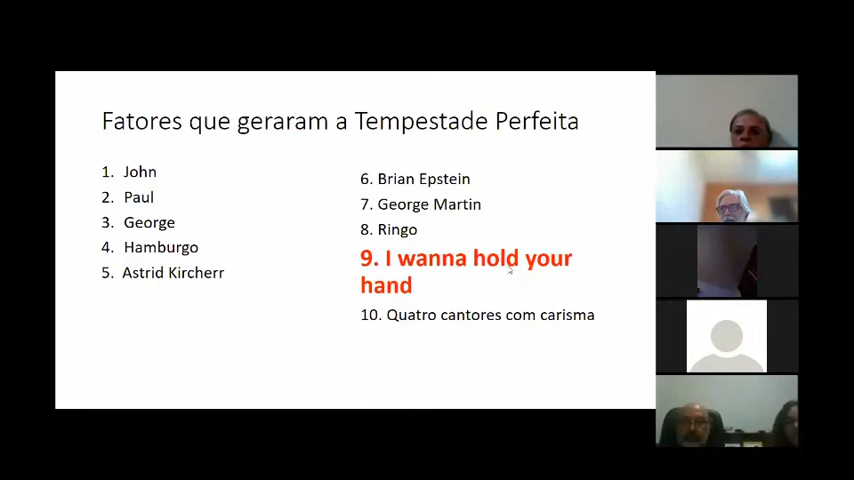 Fatores que geraram a Tempestade Perfeita
1. John
2. Paul
3. George
4. Hamburgo
5. Astrid Kircherr
6. Brian Epstein
7. George Martin
8. Ringo
9. I wanna hold your
hand
10. Quatro cantores com carisma